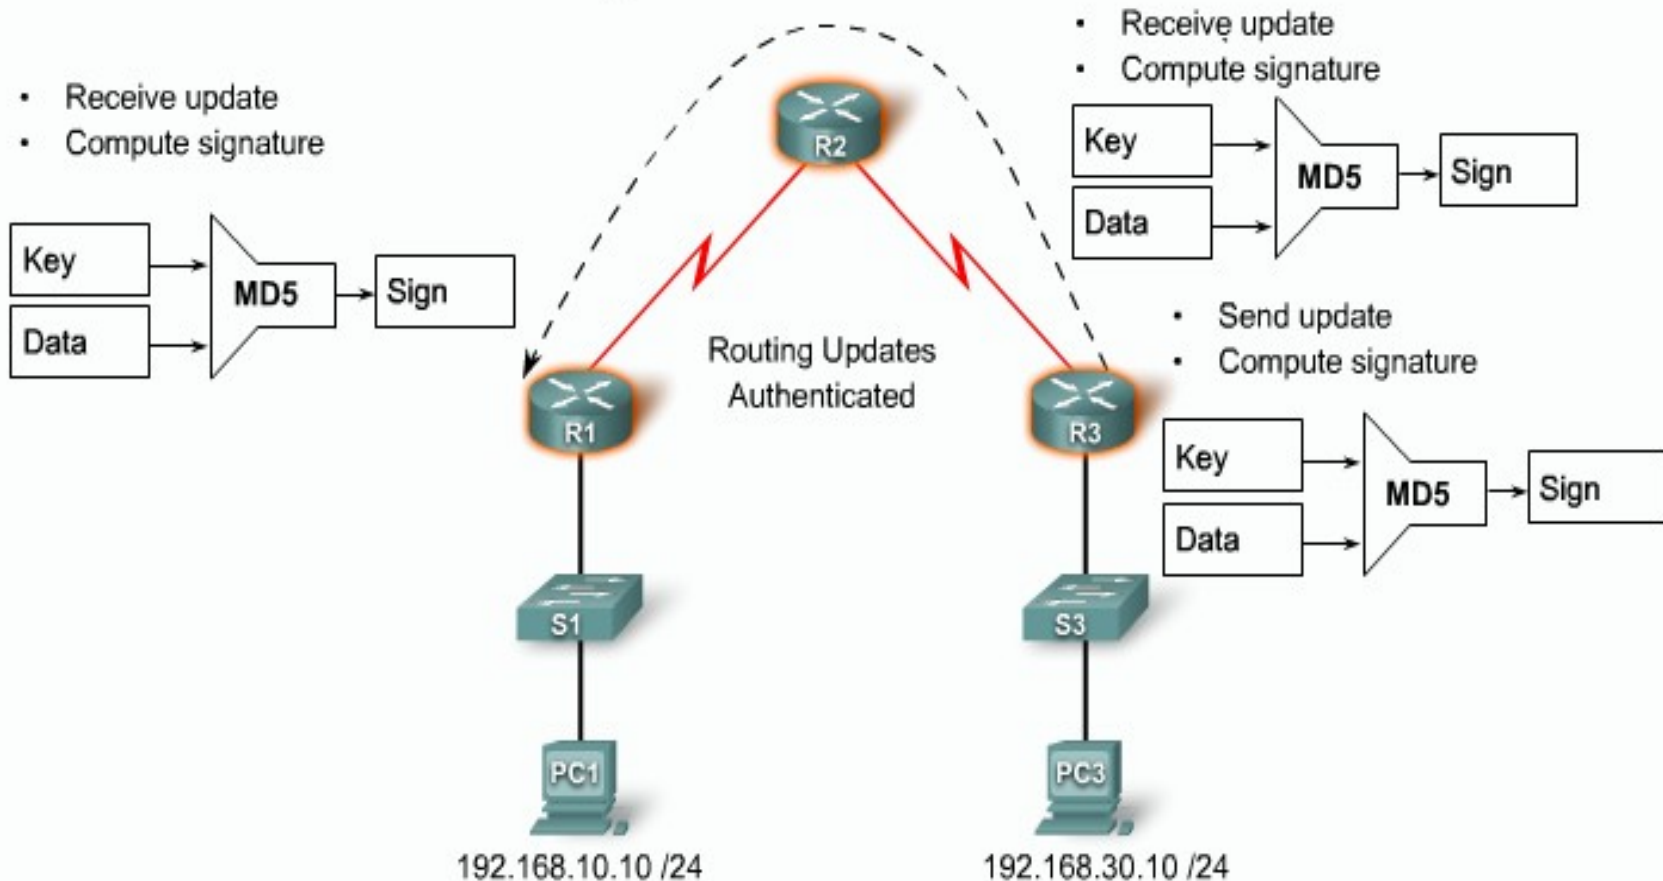 • Receive update
• Compute signature
Key
Data
MD5
Sign
R2
• Receive update
• Compute signature
Key
Data
MD5
Sign
Routing Updates
Authenticated
R1
R3
• Send update
• Compute signature
Key
Data
MD5
Sign
S1
S3
PC1
PC3
192.168.10.10 /24
192.168.30.10 /24